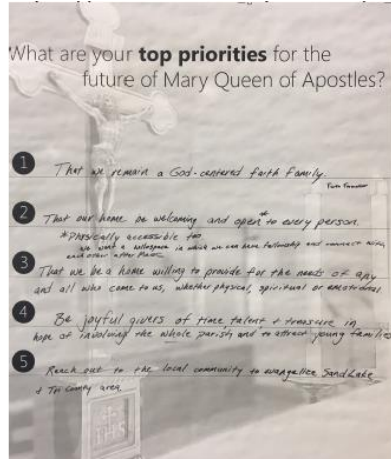 What are your top priorities for the
future of Mary Queen of Apostles?
1 That we remain a God-centered faith family.
2 That our home be welcoming and open* to every person.
*Physically accessible too
we want a in which we can have fellowship and connect with
each other after Mass.
3 That we be a home willing to provide for the needs of any
and all who come to us, whether physical, spiritual or emotional.
4 Be joyful givers of time, talent + treasure in
hope of involving the whole parish and to attract young families
5 Reach out to the local community to evangelize Sand Lake
+ Tri County area
IHS